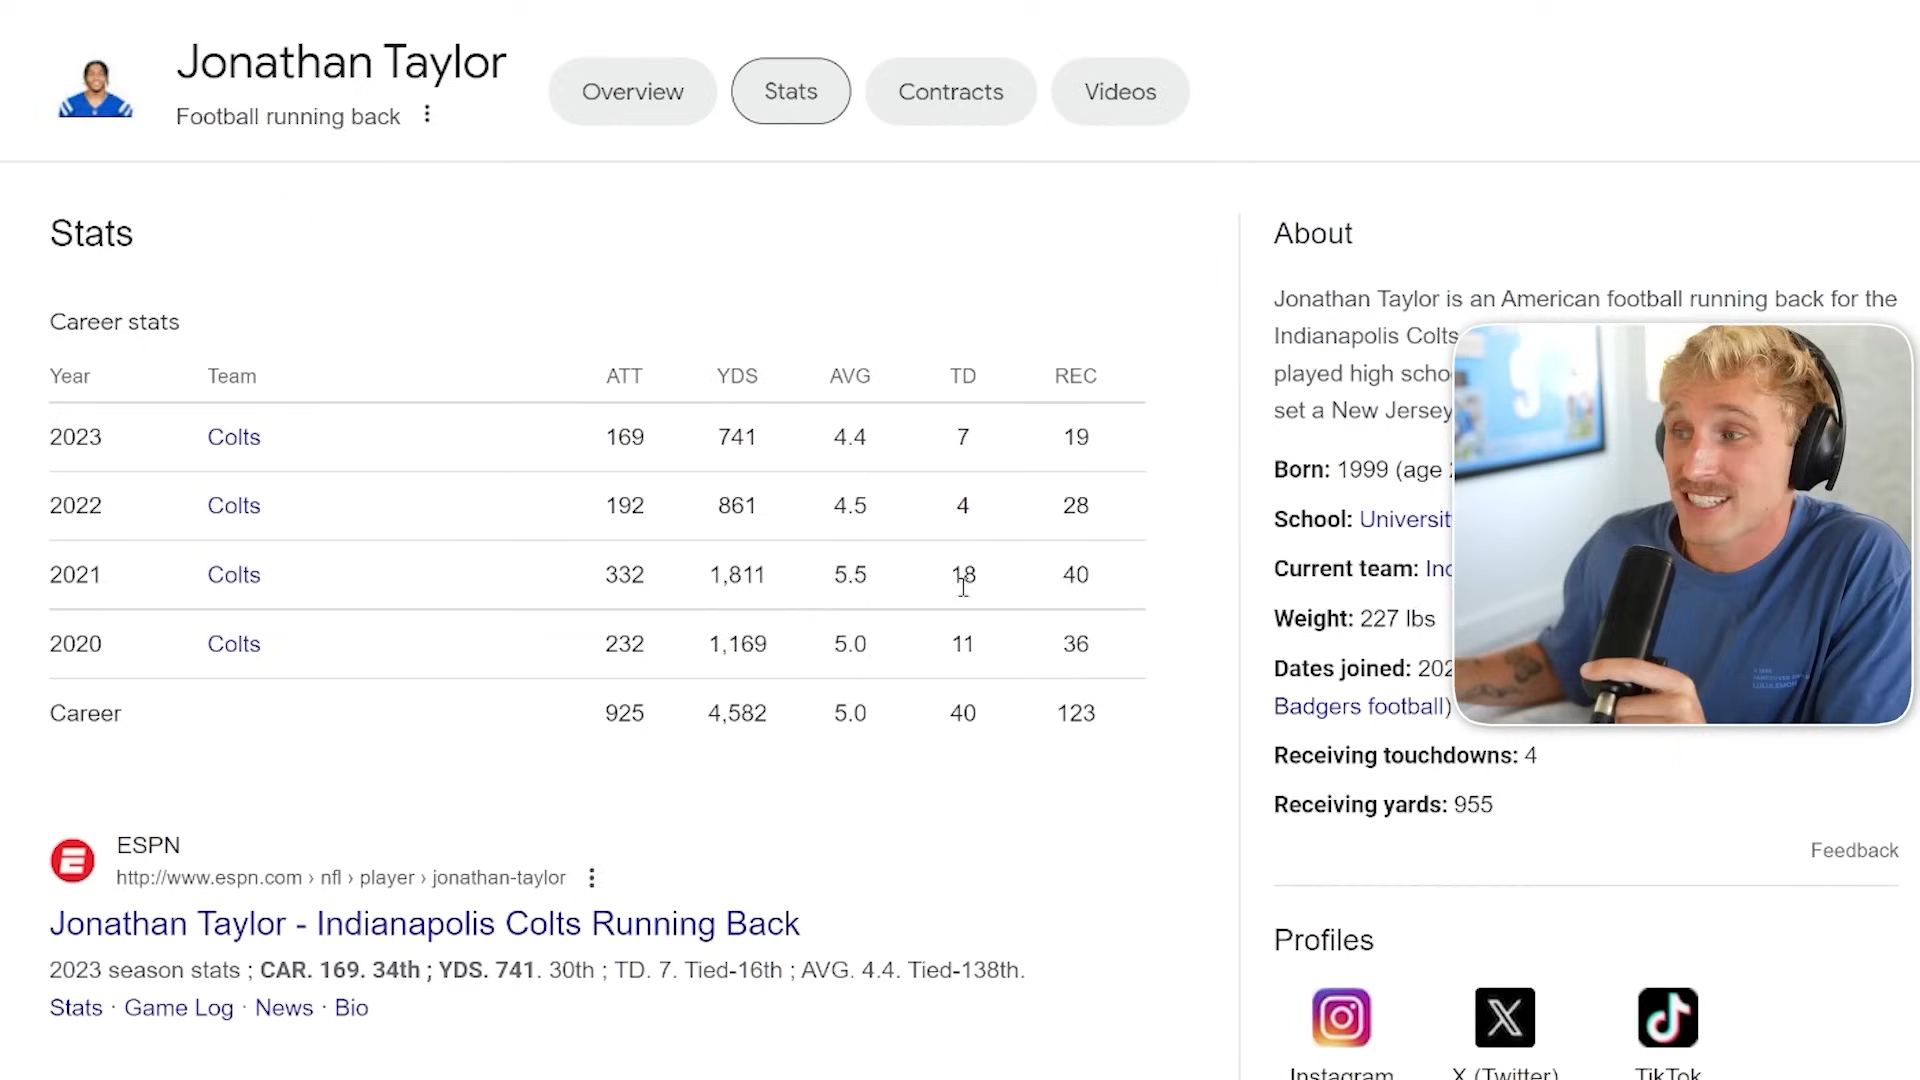 Jonathan Taylor
Football running back
Overview
Stats
Contracts
Videos
Stats
Career stats
Year Team ATT YDS AVG TD REC
2023 Colts 169 741 4.4 7 19
2022 Colts 192 861 4.5 4 28
2021 Colts 332 1,811 5.5 18 40
2020 Colts 232 1,169 5.0 11 36
Career 925 4,582 5.0 40 123
ESPN
http://www.espn.com › nfl › player › jonathan-taylor
Jonathan Taylor - Indianapolis Colts Running Back
2023 season stats ; CAR. 169. 34th ; YDS. 741. 30th ; TD. 7. Tied-16th ; AVG. 4.4. Tied-138th.
Stats · Game Log · News · Bio
About
Jonathan Taylor is an American football running back for the
Indianapolis Colts
played high scho
set a New Jersey
Born: 1999 (age
School: Universit
Current team: Ind
Weight: 227 lbs
Dates joined: 202
Badgers football)
Receiving touchdowns: 4
Receiving yards: 955
Feedback
Profiles
Instagram
X (Twitter)
TikTok